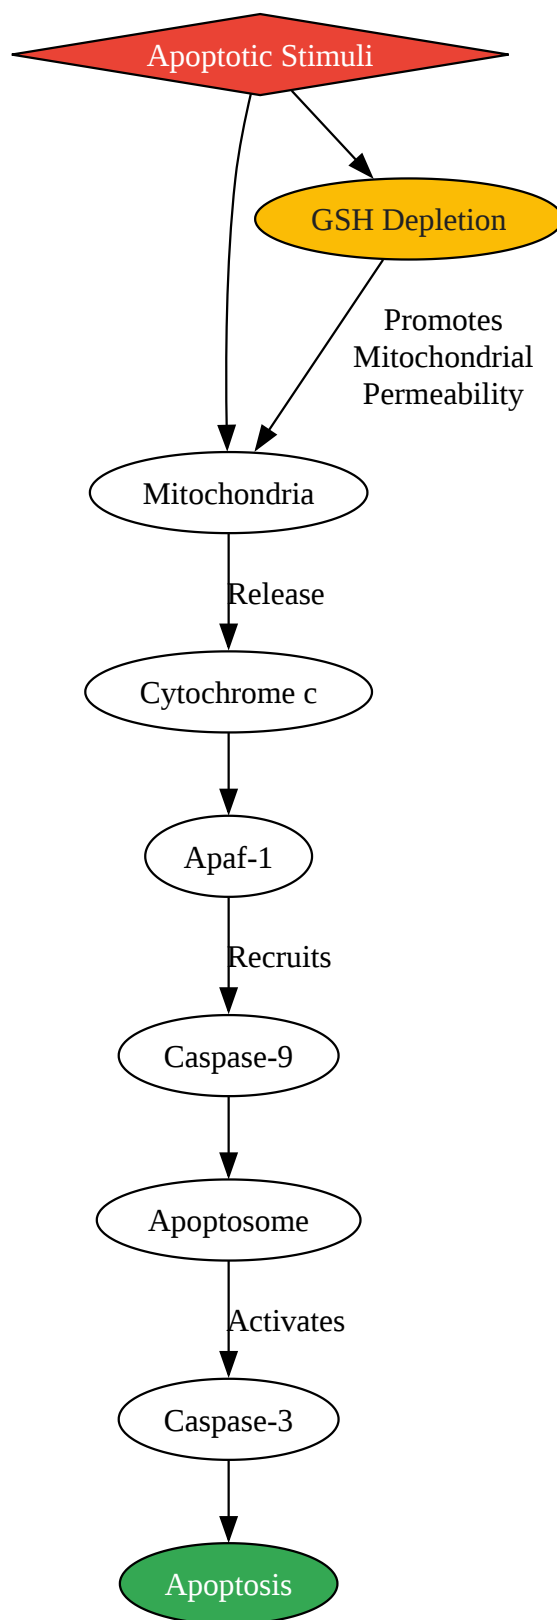 Apoptotic Stimuli
GSH Depletion
Promotes
Mitochondrial
Permeability
Mitochondria
Release
Cytochrome c
Apaf-1
Recruits
Caspase-9
Apoptosome
Activates
Caspase-3
Apoptosis